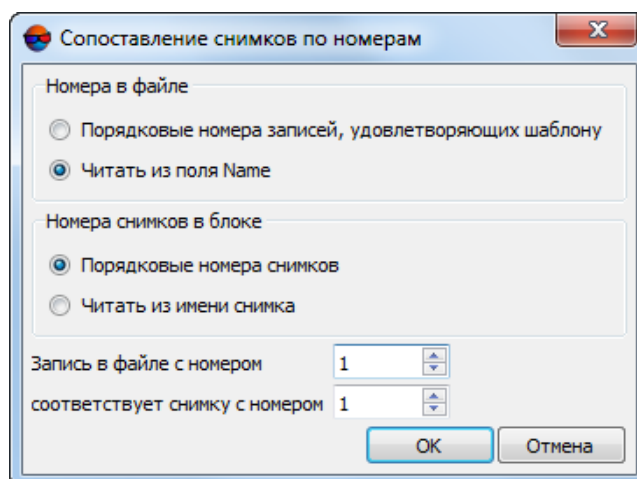 Сопоставление снимков по номерам
Номера в файле
Порядковые номера записей, удовлетворяющих шаблону
Читать из поля Name
Номера снимков в блоке
Порядковые номера снимков
Читать из имени снимка
Запись в файле с номером 1
соответствует снимку с номером 1
OK Отмена